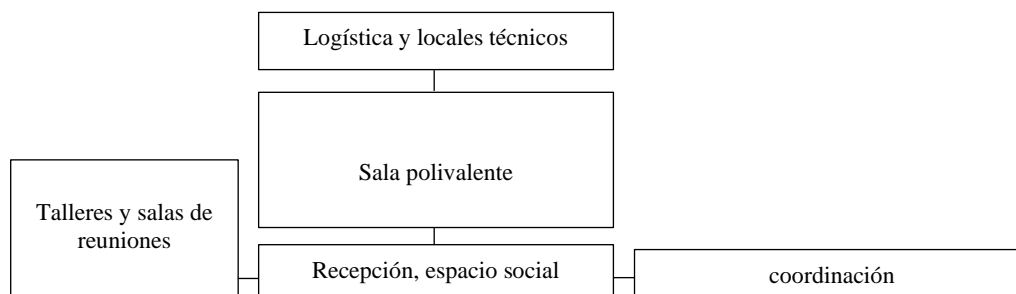 Logística y locales técnicos
Sala polivalente
Talleres y salas de
reuniones
Recepción, espacio social
coordinación